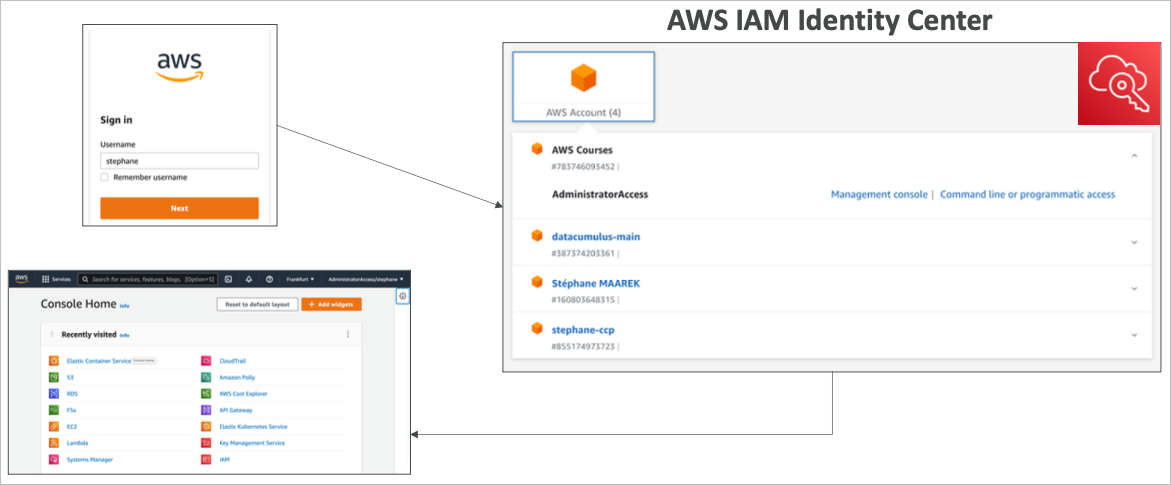 AWS IAM Identity Center
aws
Sign in
Username
stephane
Remember username
Next
AWS Account (4)
AWS Courses
#783746093452 |
AdministratorAccess
Management console | Command line or programmatic access
datacumulus-main
#387374203361 |
Stéphane MAAREK
#160803648315 |
stephane-ccp
#855174973723 |
aws Services Search for services, features, blogs, [Option+S] Frankfurt AdministratorAccess/stephane
Console Home Info
Reset to default layout
+ Add widgets
Recently visited Info
Elastic Container Service
CloudTrail
S3
Amazon Polly
RDS
AWS Cost Explorer
FSx
API Gateway
EC2
Elastic Kubernetes Service
Lambda
Key Management Service
Systems Manager
IAM